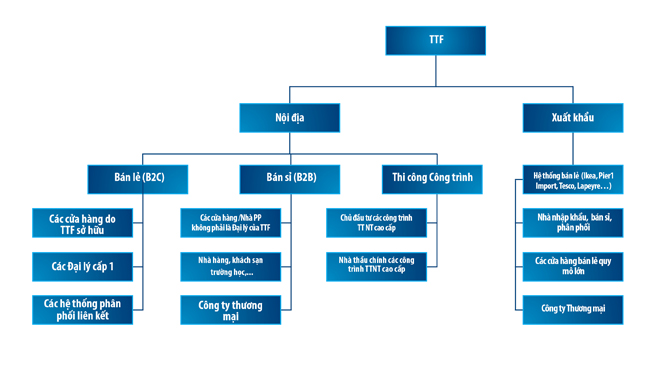 TTF
Nội địa
Xuất khẩu
Bán lẻ (B2C)
Bán sỉ (B2B)
Thi công Công trình
Hệ thống bán lẻ (Ikea, Pier1
Import, Tesco, Lapeyre…)
Các cửa hàng do
TTF sở hữu
Các cửa hàng /Nhà PP
không phải là Đại lý của TTF
Chủ đầu tư các công trình
TT NT cao cấp
Nhà nhập khẩu, bán sỉ,
phân phối
Các Đại lý cấp 1
Nhà hàng, khách sạn
trường học,...
Nhà thầu chính các công
trình TTNT cao cấp
Các cửa hàng bán lẻ quy
mô lớn
Các hệ thống phân
phối liên kết
Công ty thương
mại
Công ty Thương mại